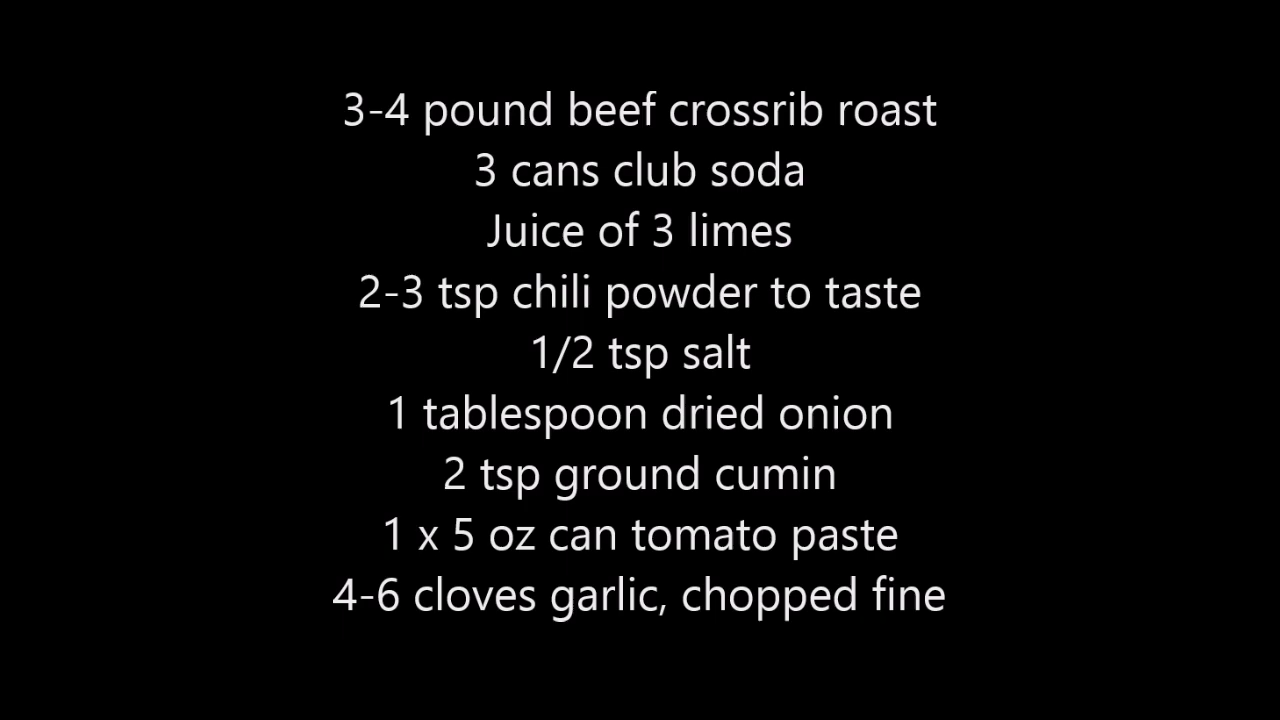 3-4 pound beef crossrib roast
3 cans club soda
Juice of 3 limes
2-3 tsp chili powder to taste
1/2 tsp salt
1 tablespoon dried onion
2 tsp ground cumin
1 x 5 oz can tomato paste
4-6 cloves garlic, chopped fine